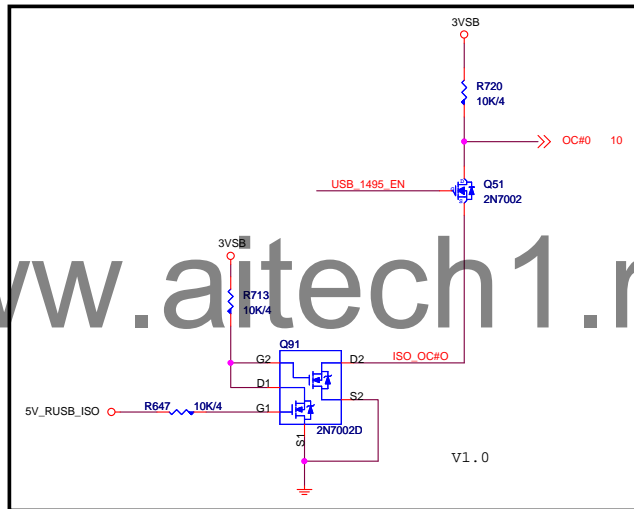 3VSB
R720
10K/4
OC#0 10
USB_1495_EN
Q51
2N7002
3VSB
www.aitech1.r
R713
10K/4
Q91
G2
D2
ISO_OC#O
D1
S2
5V_RUSB_ISO
R647
10K/4
G1
S1
2N7002D
V1.0